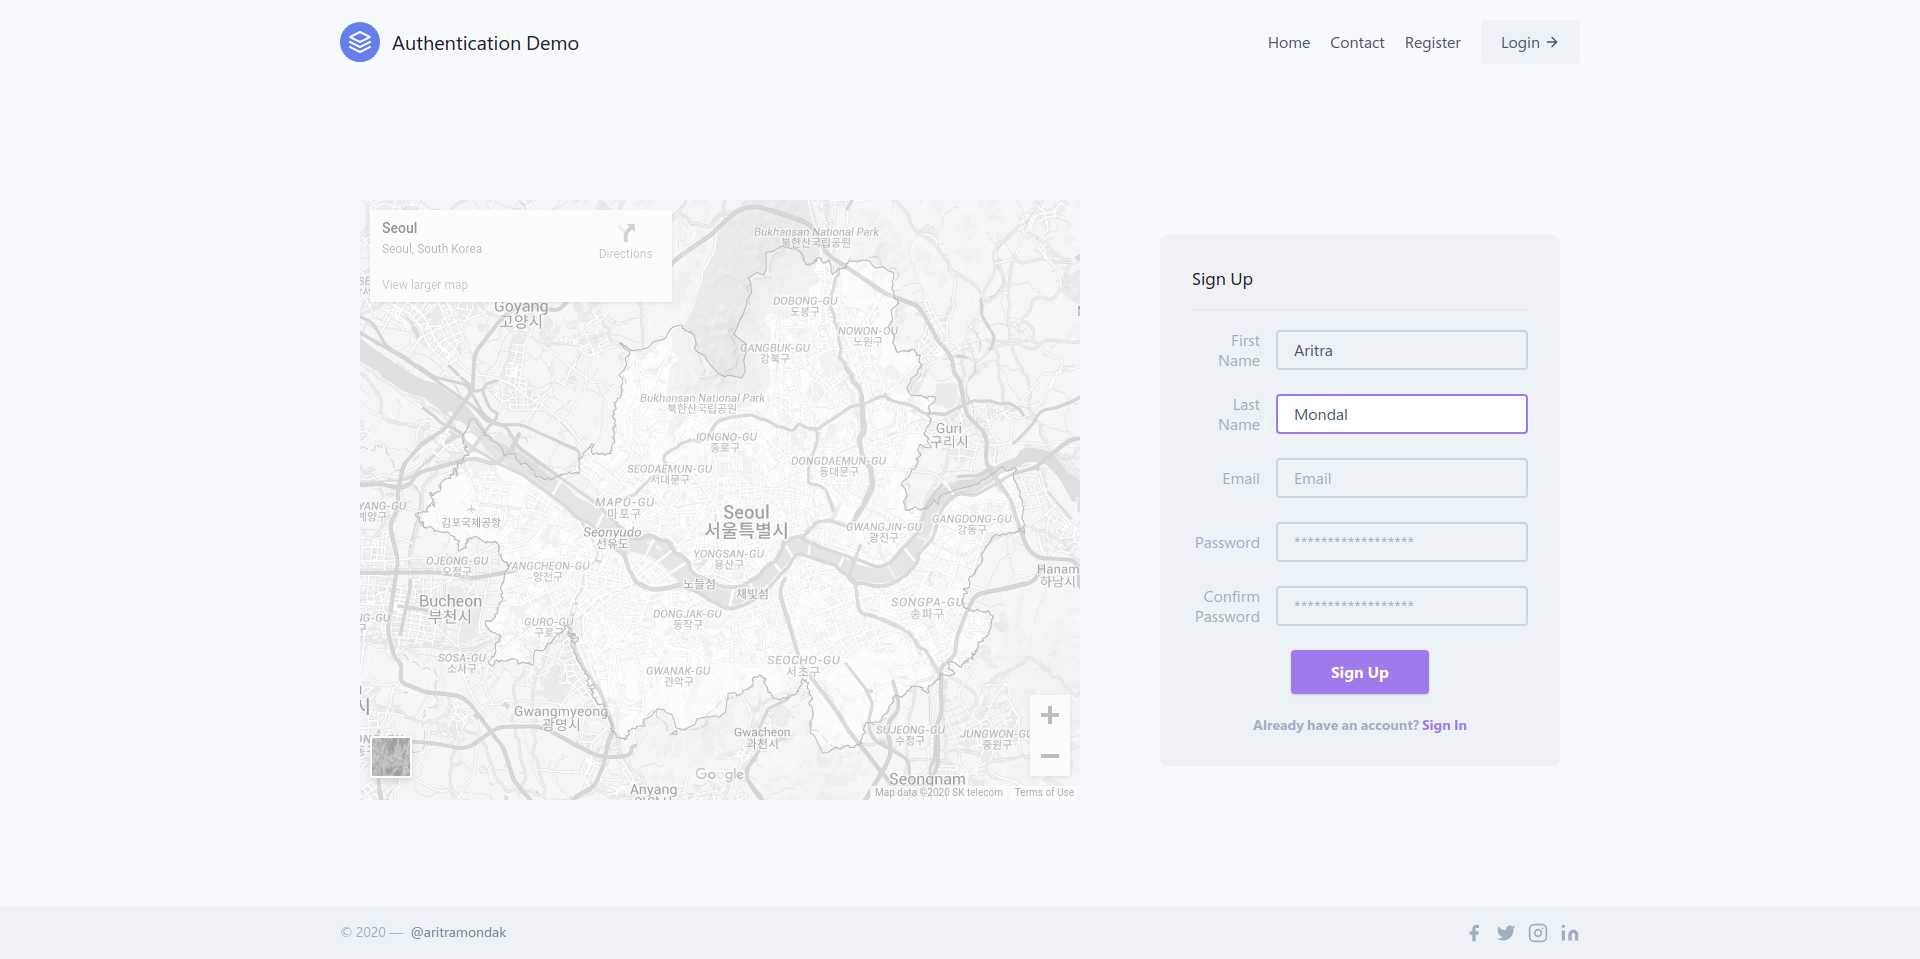 Authentication Demo
Home
Contact
Register
Login
Seoul
Seoul, South Korea
Directions
View larger map
Bukhansan National Park
북한산국립공원
Goyang
고양시
DOBONG-GU
도봉구
NOWON-GU
노원구
GANGBUK-GU
강북구
Bukhansan National Park
북한산국립공원
JONGNO-GU
종로구
Guri
구리시
SEODAEMUN-GU
서대문구
DONGDAEMUN-GU
동대문구
MAPO-GU
마포구
Seoul
서울특별시
김포국제공항
Seonyudo
선유도
GWANGJIN-GU
광진구
GANGDONG-GU
강동구
YANG-GU
계양구
YONGSAN-GU
용산구
OJEONG-GU
오정구
YANGCHEON-GU
양천구
노들섬
채빛섬
Hanam
하남시
Bucheon
부천시
SONGPA-GU
송파구
DONGJAK-GU
동작구
GURO-GU
구로구
SOSA-GU
소사구
GWANAK-GU
관악구
SEOCHO-GU
서초구
Gwangmyeong
광명시
Gwacheon
과천시
SUJEONG-GU
수정구
JUNGWON-GU
중원구
Google
Seongnam
Anyang
Map data ©2020 SK telecom
Terms of Use
Sign Up
First
Name
Aritra
Last
Name
Mondal
Email
Email
Password
******************
Confirm
Password
******************
Sign Up
Already have an account? Sign In
© 2020 — @aritramondak